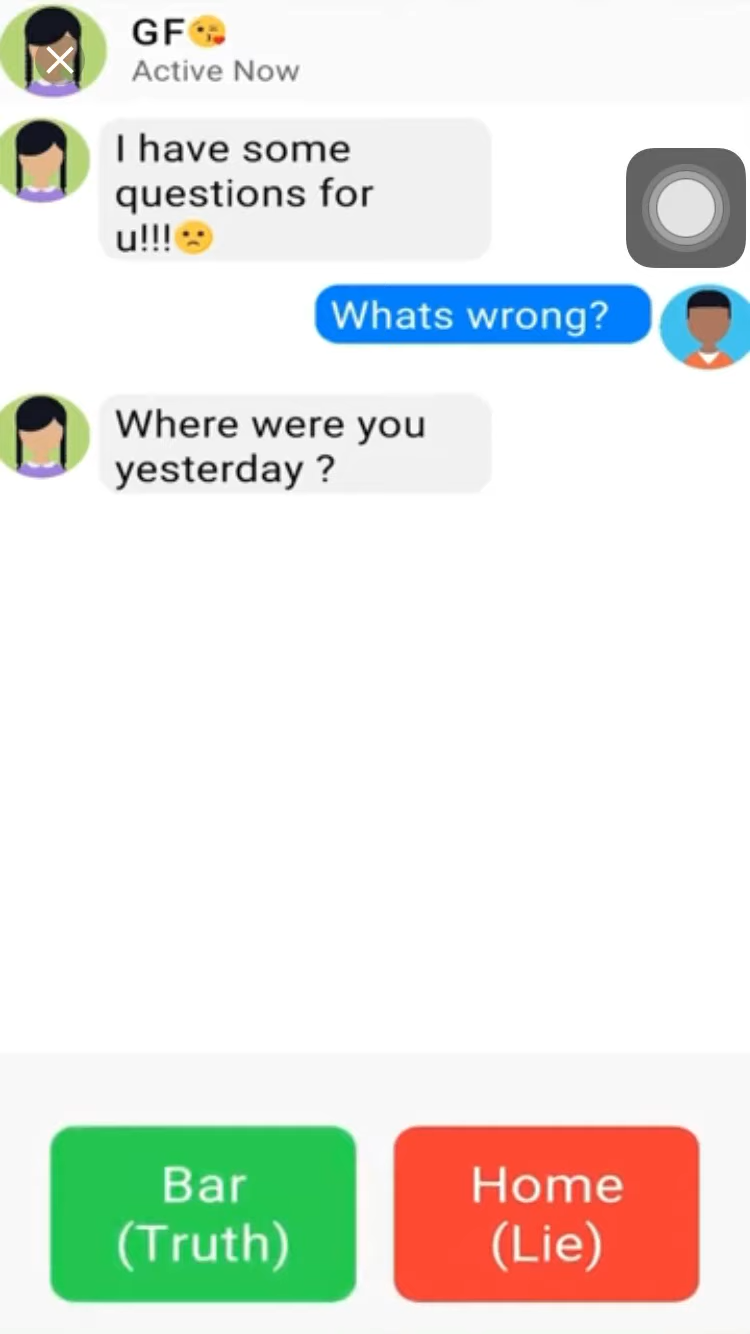 GF😘
Active Now
I have some
questions for
u!!!🙁
Whats wrong?
Where were you
yesterday ?
Bar
(Truth)
Home
(Lie)